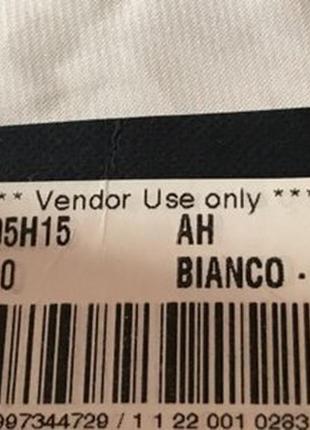 ** Vendor Use only ***
05H15 AH
0 BIANCO -
997344729 / 1 1 22 001 0283